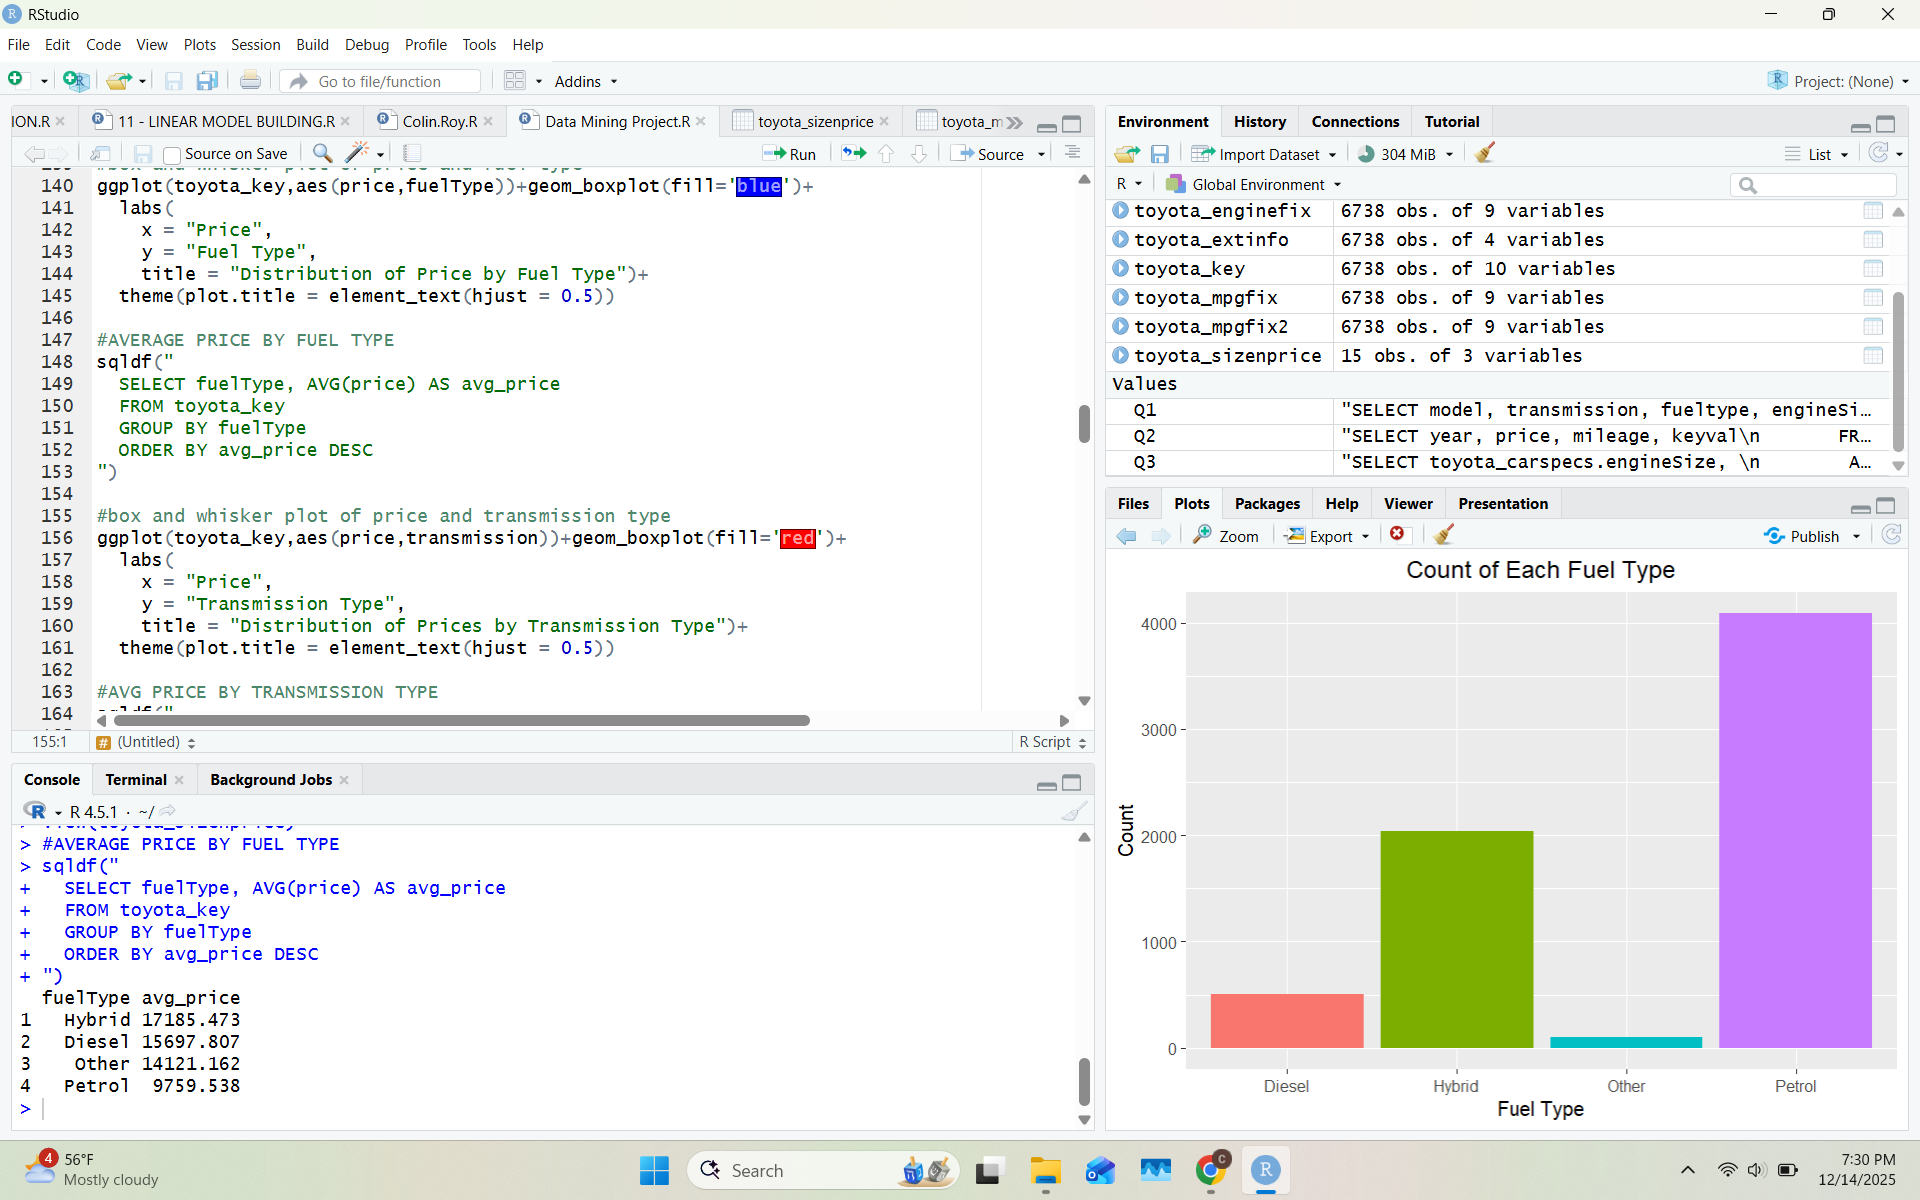 RStudio
File Edit Code View Plots Session Build Debug Profile Tools Help
Go to file/function Addins Project: (None)
ION.R 11 - LINEAR MODEL BUILDING.R Colin.Roy.R Data Mining Project.R toyota_sizenprice toyota_m
Source on Save Run Source
140 ggplot(toyota_key,aes(price,fuelType))+geom_boxplot(fill='blue')+
141 labs(
142 x = "Price",
143 y = "Fuel Type",
144 title = "Distribution of Price by Fuel Type")+
145 theme(plot.title = element_text(hjust = 0.5))
146
147 #AVERAGE PRICE BY FUEL TYPE
148 sqldf("
149 SELECT fuelType, AVG(price) AS avg_price
150 FROM toyota_key
151 GROUP BY fuelType
152 ORDER BY avg_price DESC
153 ")
154
155 #box and whisker plot of price and transmission type
156 ggplot(toyota_key,aes(price,transmission))+geom_boxplot(fill='red')+
157 labs(
158 x = "Price",
159 y = "Transmission Type",
160 title = "Distribution of Prices by Transmission Type")+
161 theme(plot.title = element_text(hjust = 0.5))
162
163 #AVG PRICE BY TRANSMISSION TYPE
164
155:1 # (Untitled) R Script
Console Terminal Background Jobs
R R 4.5.1 · ~/
> #AVERAGE PRICE BY FUEL TYPE
> sqldf("
+ SELECT fuelType, AVG(price) AS avg_price
+ FROM toyota_key
+ GROUP BY fuelType
+ ORDER BY avg_price DESC
+ ")
fuelType avg_price
1 Hybrid 17185.473
2 Diesel 15697.807
3 Other 14121.162
4 Petrol 9759.538
>
Environment History Connections Tutorial
Import Dataset 304 MiB List
R Global Environment
toyota_enginefix 6738 obs. of 9 variables
toyota_extinfo 6738 obs. of 4 variables
toyota_key 6738 obs. of 10 variables
toyota_mpgfix 6738 obs. of 9 variables
toyota_mpgfix2 6738 obs. of 9 variables
toyota_sizenprice 15 obs. of 3 variables
Values
Q1 "SELECT model, transmission, fueltype, engineSi…
Q2 "SELECT year, price, mileage, keyval\n FR…
Q3 "SELECT toyota_carspecs.engineSize, \n A…
Files Plots Packages Help Viewer Presentation
Zoom Export Publish
Count of Each Fuel Type
4000
3000
2000
1000
0
Count
Diesel Hybrid Other Petrol
Fuel Type
4
56°F
Mostly cloudy
Search
C
R
7:30 PM
12/14/2025